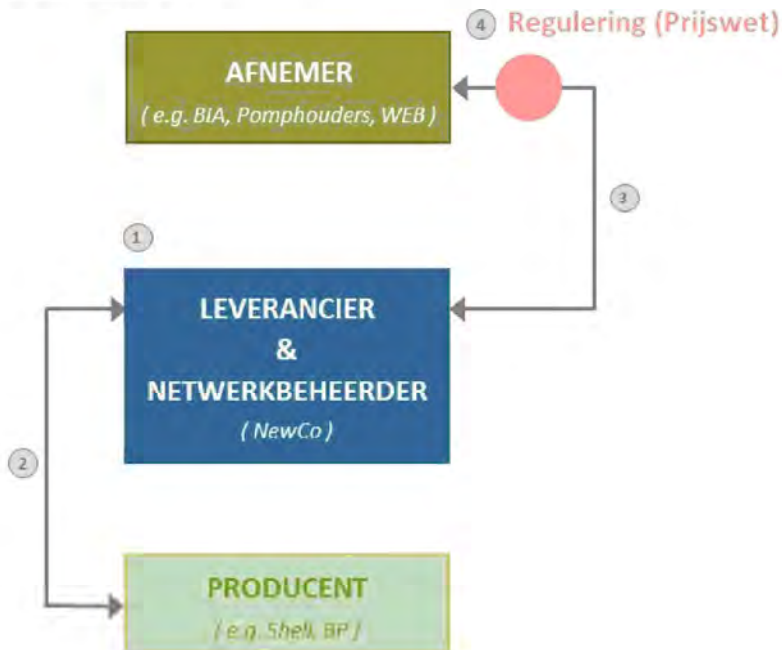 4 Regulering (Prijswet)
AFNEMER
( e.g. BIA, Pomphouders, WEB )
3
1
LEVERANCIER
&
NETWERKBEHEERDER
( NewCo )
2
PRODUCENT
( e.g. Shell, BP )